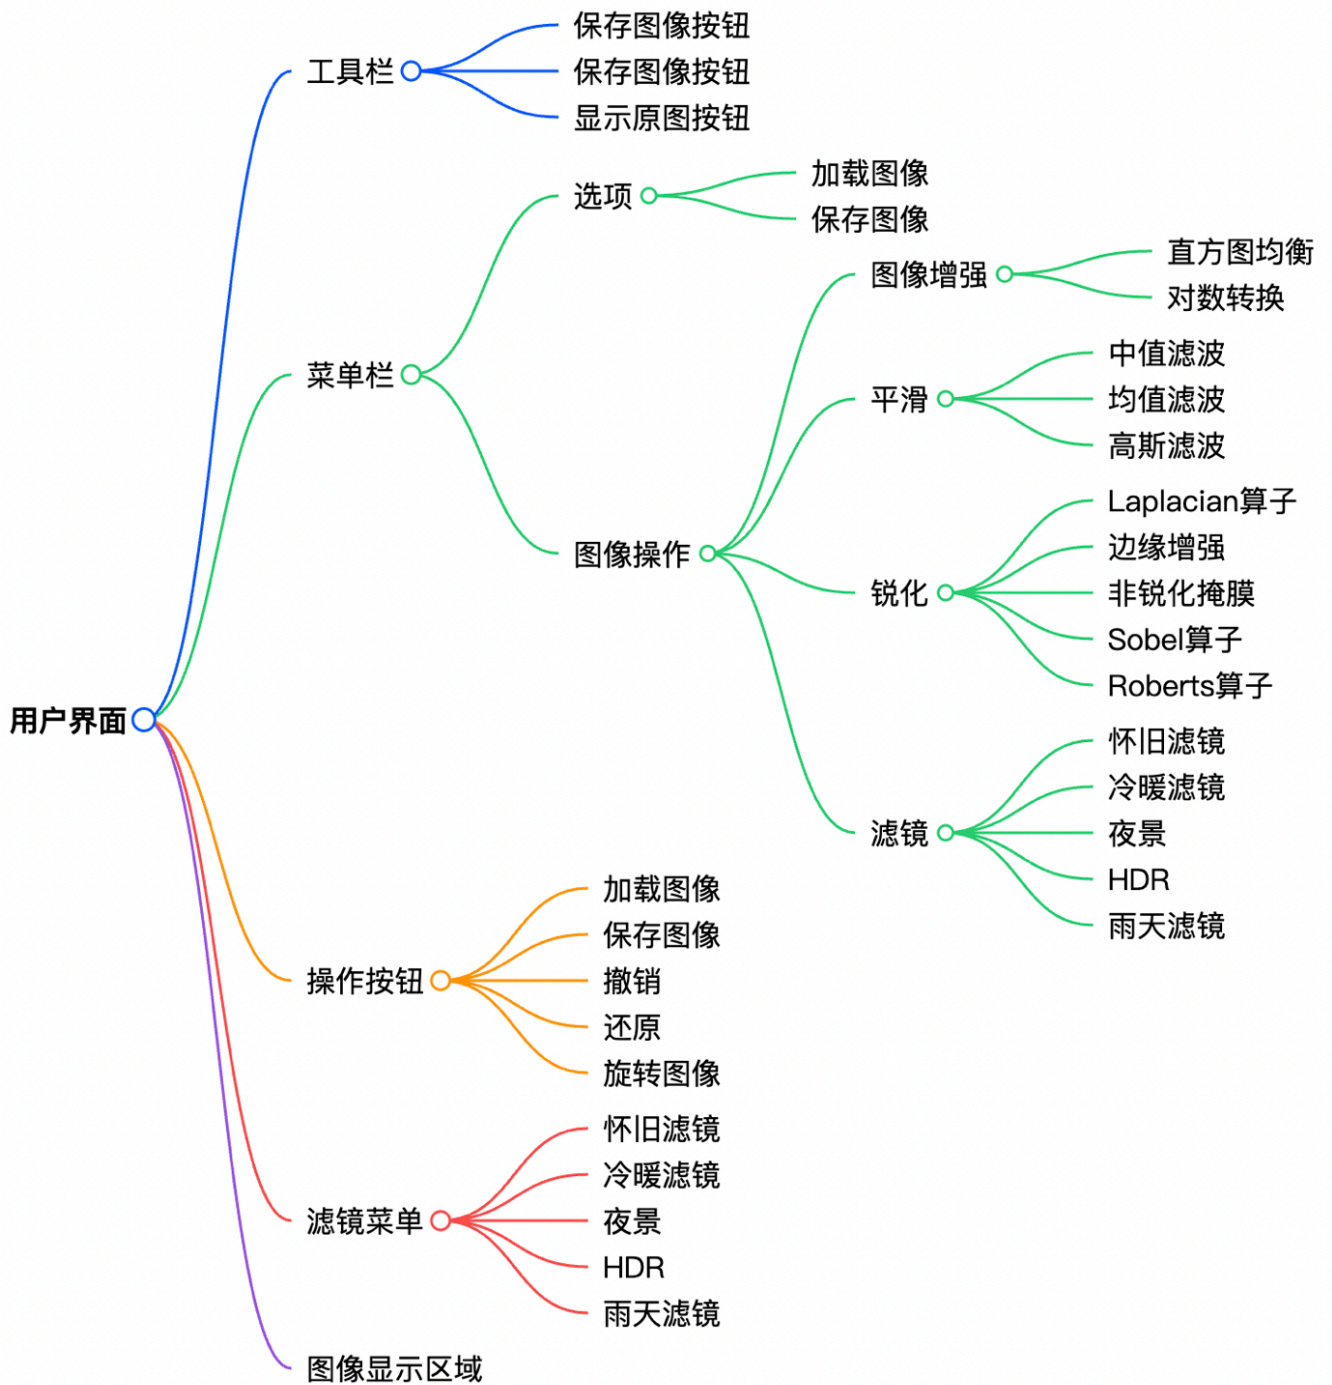 用户界面
工具栏
保存图像按钮
保存图像按钮
显示原图按钮
菜单栏
选项
加载图像
保存图像
图像操作
图像增强
直方图均衡
对数转换
平滑
中值滤波
均值滤波
高斯滤波
锐化
Laplacian算子
边缘增强
非锐化掩膜
Sobel算子
Roberts算子
滤镜
怀旧滤镜
冷暖滤镜
夜景
HDR
雨天滤镜
操作按钮
加载图像
保存图像
撤销
还原
旋转图像
滤镜菜单
怀旧滤镜
冷暖滤镜
夜景
HDR
雨天滤镜
图像显示区域